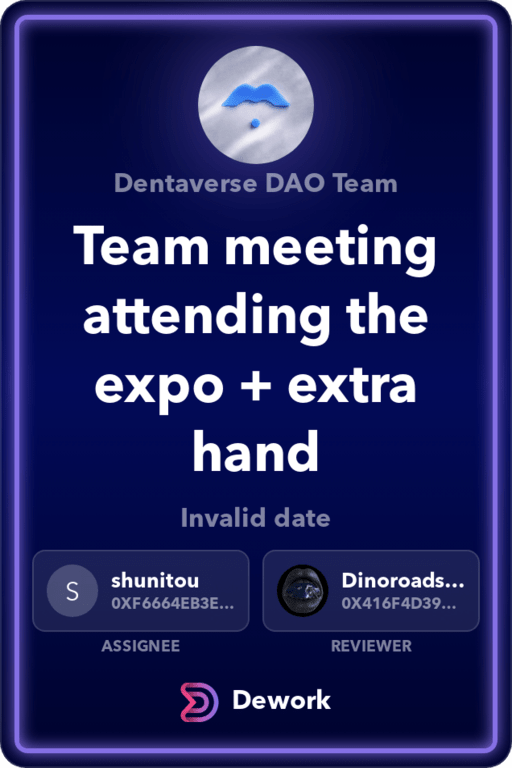 Dentaverse DAO Team
Team meeting
attending the
expo + extra
hand
Invalid date
S
shunitou
0XF6664EB3E...
Dinoroads...
0X416F4D39...
ASSIGNEE
REVIEWER
Dework